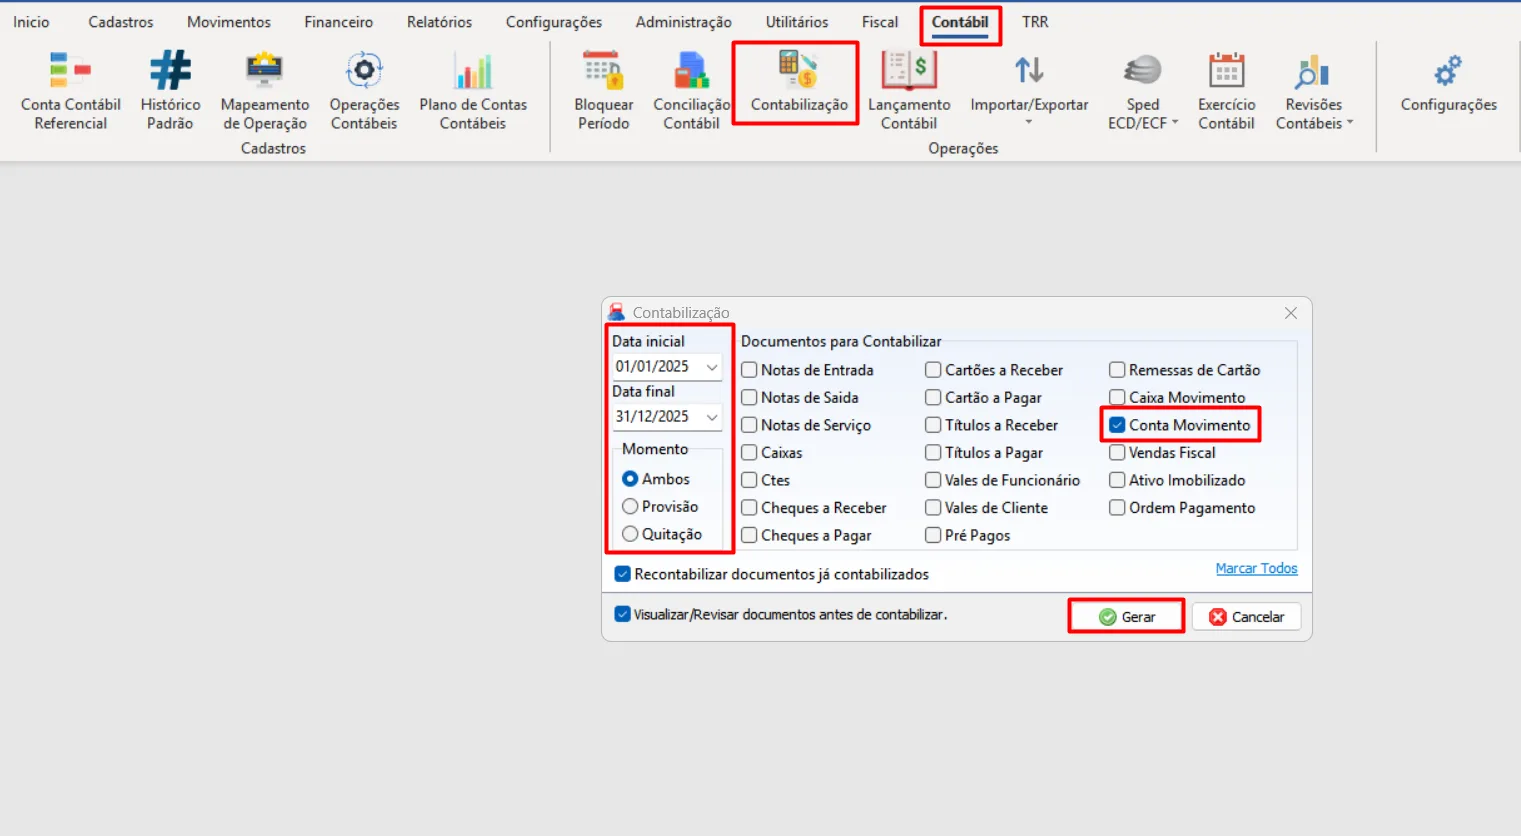 Inicio Cadastros Movimentos Financeiro Relatórios Configurações Administração Utilitários Fiscal Contábil TRR
Conta Contábil Referencial
Histórico Padrão
Mapeamento de Operação
Operações Contábeis
Plano de Contas Contábeis
Cadastros
Bloquear Período
Conciliação Contábil
Contabilização
Lançamento Contábil
Importar/Exportar
Sped ECD/ECF
Exercício Contábil
Revisões Contábeis
Operações
Configurações
Contabilização
Data inicial
01/01/2025
Data final
31/12/2025
Momento
Ambos
Provisão
Quitação
Documentos para Contabilizar
Notas de Entrada
Notas de Saida
Notas de Serviço
Caixas
Ctes
Cheques a Receber
Cheques a Pagar
Cartões a Receber
Cartão a Pagar
Títulos a Receber
Títulos a Pagar
Vales de Funcionário
Vales de Cliente
Pré Pagos
Remessas de Cartão
Caixa Movimento
Conta Movimento
Vendas Fiscal
Ativo Imobilizado
Ordem Pagamento
Recontabilizar documentos já contabilizados
Marcar Todos
Visualizar/Revisar documentos antes de contabilizar.
Gerar
Cancelar